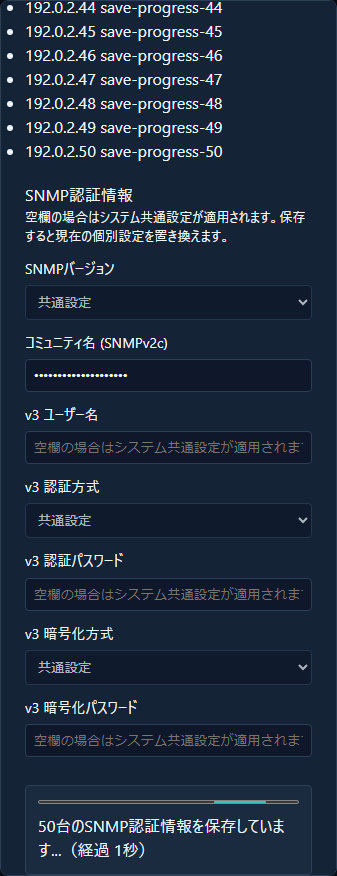 192.0.2.44 save-progress-44
192.0.2.45 save-progress-45
192.0.2.46 save-progress-46
192.0.2.47 save-progress-47
192.0.2.48 save-progress-48
192.0.2.49 save-progress-49
192.0.2.50 save-progress-50
SNMP認証情報
空欄の場合はシステム共通設定が適用されます。保存
すると現在の個別設定を置き換えます。
SNMPバージョン
共通設定
コミュニティ名 (SNMPv2c)
••••••••••••••••••••
v3 ユーザー名
空欄の場合はシステム共通設定が適用されま
v3 認証方式
共通設定
v3 認証パスワード
空欄の場合はシステム共通設定が適用されま
v3 暗号化方式
共通設定
v3 暗号化パスワード
空欄の場合はシステム共通設定が適用されま
50台のSNMP認証情報を保存していま
す... (経過 1秒)